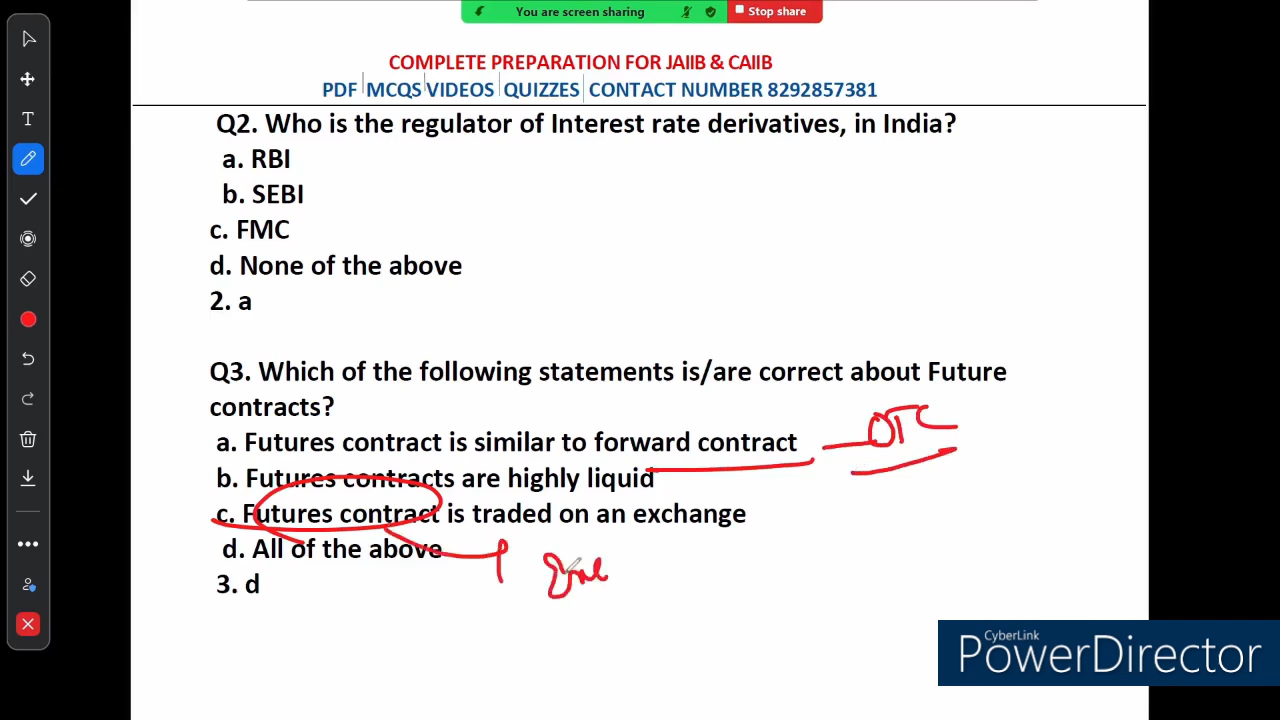 You are screen sharing
Stop share
COMPLETE PREPARATION FOR JAIIB & CAIIB
PDF MCQS VIDEOS QUIZZES CONTACT NUMBER 8292857381
Q2. Who is the regulator of Interest rate derivatives, in India?
a. RBI
b. SEBI
c. FMC
d. None of the above
2. a
Q3. Which of the following statements is/are correct about Future
contracts?
a. Futures contract is similar to forward contract OTC
b. Futures contracts are highly liquid
c. Futures contract is traded on an exchange
d. All of the above
3. d
CyberLink
PowerDirector